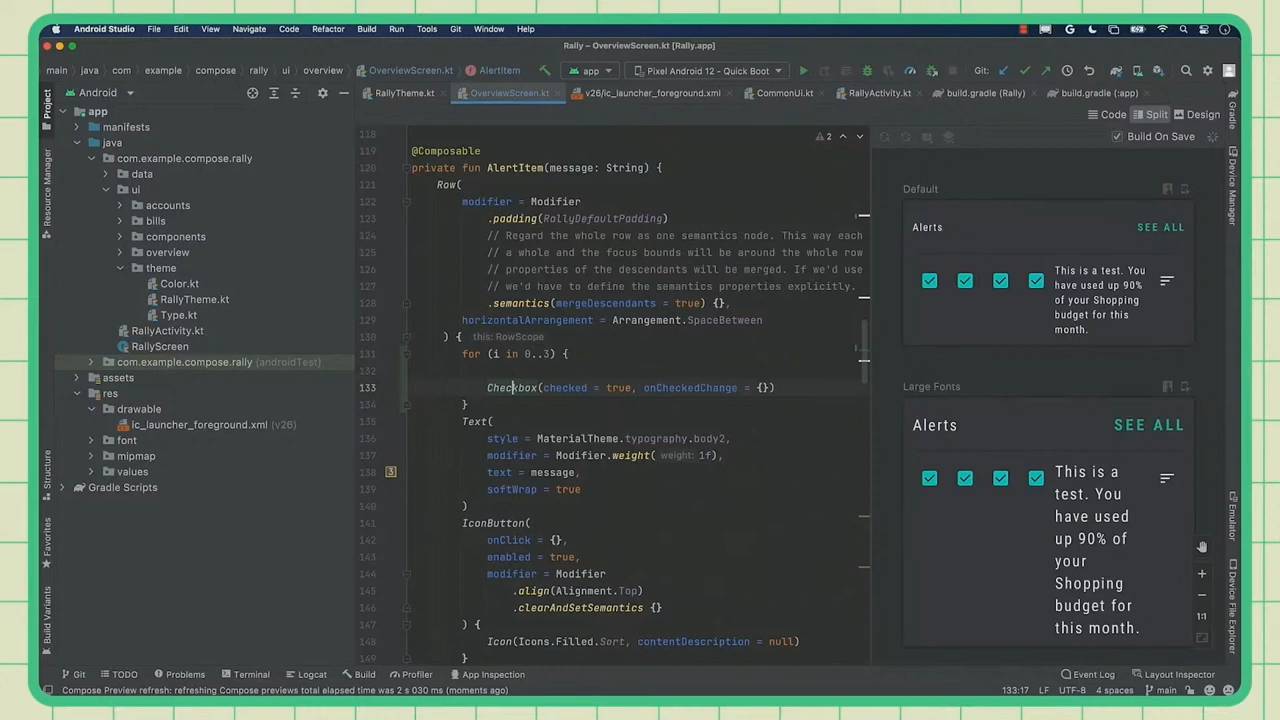 Android Studio File Edit View Navigate Code Refactor Build Run Tools Git Window Help
Rally – OverviewScreen.kt [Rally.app]
main java com example compose rally ui overview OverviewScreen.kt AlertItem app Pixel Android 12 - Quick Boot Git:
Project
Resource Manager
Structure
Favorites
Build Variants
Android
app
manifests
java
com.example.compose.rally
data
ui
accounts
bills
components
overview
theme
Color.kt
RallyTheme.kt
Type.kt
RallyActivity.kt
RallyScreen
com.example.compose.rally (androidTest)
assets
res
drawable
ic_launcher_foreground.xml (v26)
font
mipmap
values
Gradle Scripts
RallyTheme.kt OverviewScreen.kt v26/ic_launcher_foreground.xml CommonUi.kt RallyActivity.kt build.gradle (Rally) build.gradle (:app)
Code Split Design
2
Build On Save
118
119 @Composable
120 private fun AlertItem(message: String) {
121 Row(
122 modifier = Modifier
123 .padding(RallyDefaultPadding)
124 // Regard the whole row as one semantics node. This way each
125 // a whole and the focus bounds will be around the whole row
126 // properties of the descendants will be merged. If we'd use
127 // we'd have to define the semantics properties explicitly.
128 .semantics(mergeDescendants = true) {},
129 horizontalArrangement = Arrangement.SpaceBetween
130 ) { this: RowScope
131 for (i in 0..3) {
132
133 Checkbox(checked = true, onCheckedChange = {})
134 }
135 Text(
136 style = MaterialTheme.typography.body2,
137 modifier = Modifier.weight( weight: 1f),
138 text = message,
139 softWrap = true
140 )
141 IconButton(
142 onClick = {},
143 enabled = true,
144 modifier = Modifier
145 .align(Alignment.Top)
146 .clearAndSetSemantics {}
147 ) {
148 Icon(Icons.Filled.Sort, contentDescription = null)
149 }
3
Default
Alerts SEE ALL
This is a test. You
have used up 90%
of your Shopping
budget for this
month.
Large Fonts
Alerts SEE ALL
This is a
test. You
have used
up 90% of
your
Shopping
budget for
this month.
1:1
Gradle
Device Manager
Emulator
Device File Explorer
Git TODO Problems Terminal Logcat Build Profiler App Inspection Event Log Layout Inspector
Compose Preview refresh: refreshing Compose previews total elapsed time was 2 s 030 ms (moments ago) 133:17 LF UTF-8 4 spaces main